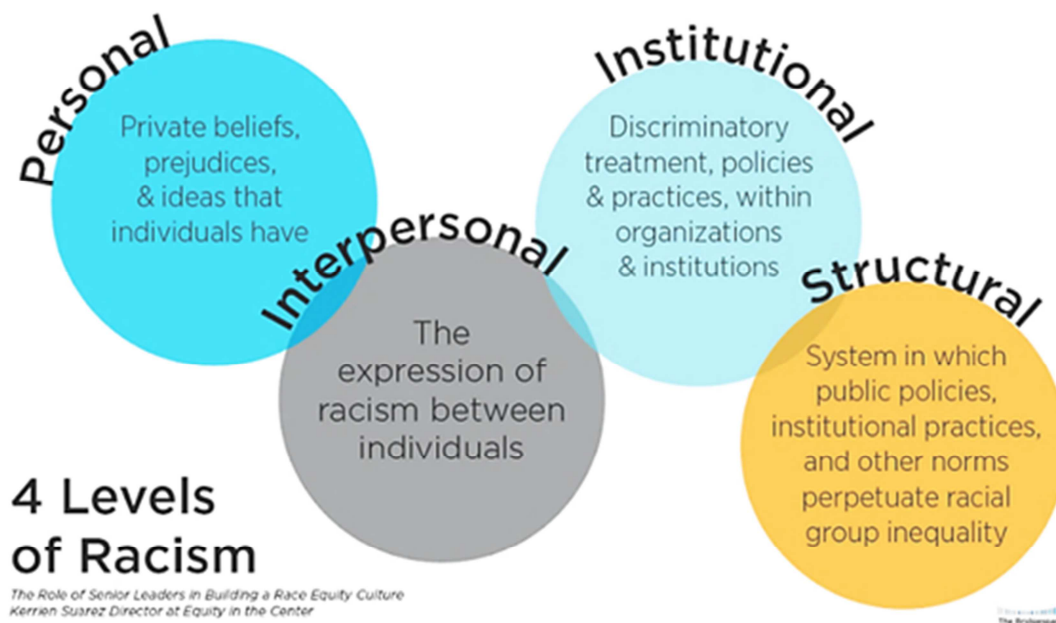 Personal
Private beliefs,
prejudices,
& ideas that
individuals have
Interpersonal
The
expression of
racism between
individuals
Institutional
Discriminatory
treatment, policies
& practices, within
organizations
& institutions
Structural
System in which
public policies,
institutional practices,
and other norms
perpetuate racial
group inequality
4 Levels
of Racism
The Role of Senior Leaders in Building a Race Equity Culture
Kerrien Suarez Director at Equity in the Center
The